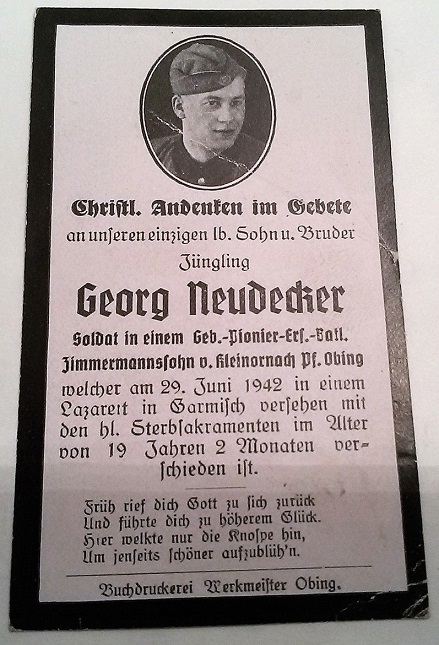 Christl. Andenken im Gebete
an unseren einzigen lb. Sohn u. Bruder
Jüngling
Georg Neudecker
Soldat in einem Geb.-Pionier-Ers.-Batl.
Zimmermannssohn v. Kleinornach Pf. Obing
welcher am 29. Juni 1942 in einem
Lazarett in Garmisch versehen mit
den hl. Sterbsakramenten im Alter
von 19 Jahren 2 Monaten ver-
schieden ist.
Früh rief dich Gott zu sich zurück
Und führte dich zu höherem Glück.
Hier welkte nur die Knospe hin,
Um jenseits schöner aufzublüh'n.
Buchdruckerei Merkmeister Obing.